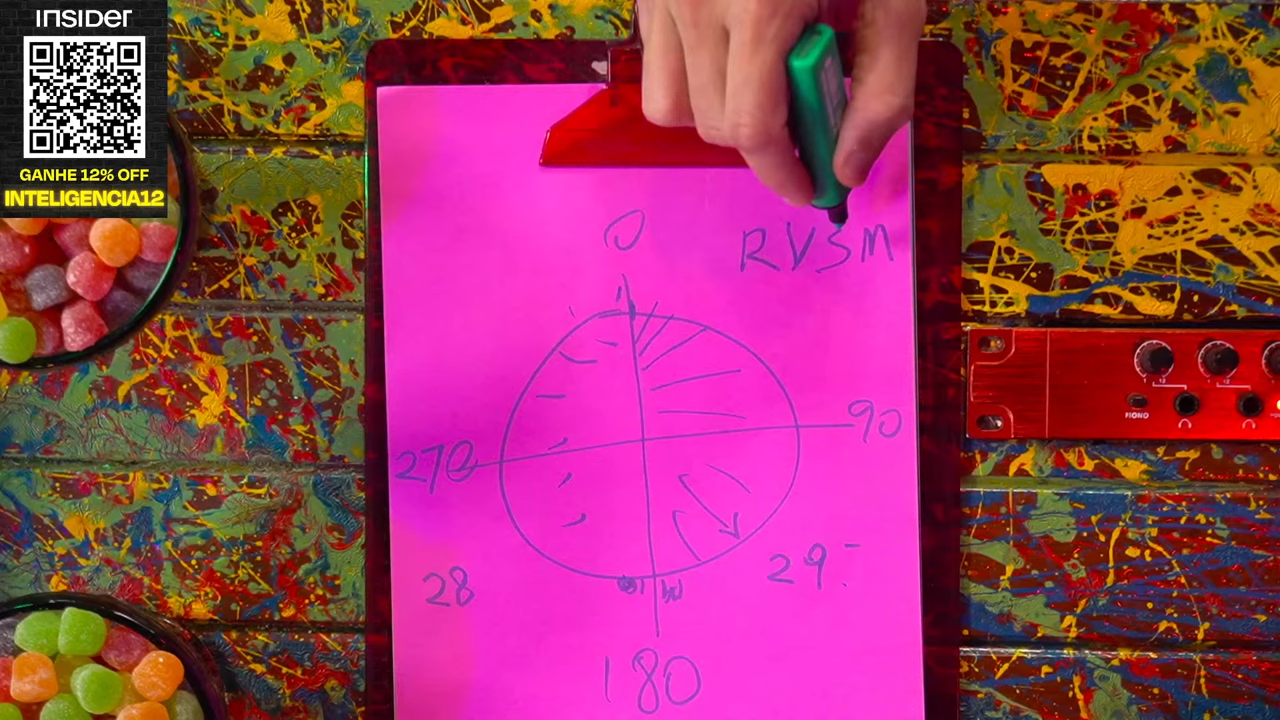 INSIDER
GANHE 12% OFF
INTELIGENCIA12
0
RVSM
90
270
MONO
28
29
180